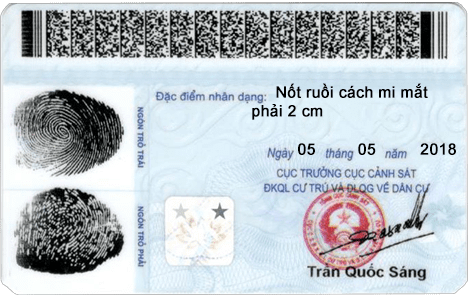 Đặc điểm nhân dạng: Nốt ruồi cách mi mắt
phải 2 cm
NGÓN TRỎ TRÁI
Ngày 05 tháng 05 năm 2018
CỤC TRƯỞNG CỤC CẢNH SÁT
ĐKQL CƯ TRÚ VÀ DLQG VỀ DÂN CƯ
NGÓN TRỎ PHẢI
Trần Quốc Sáng